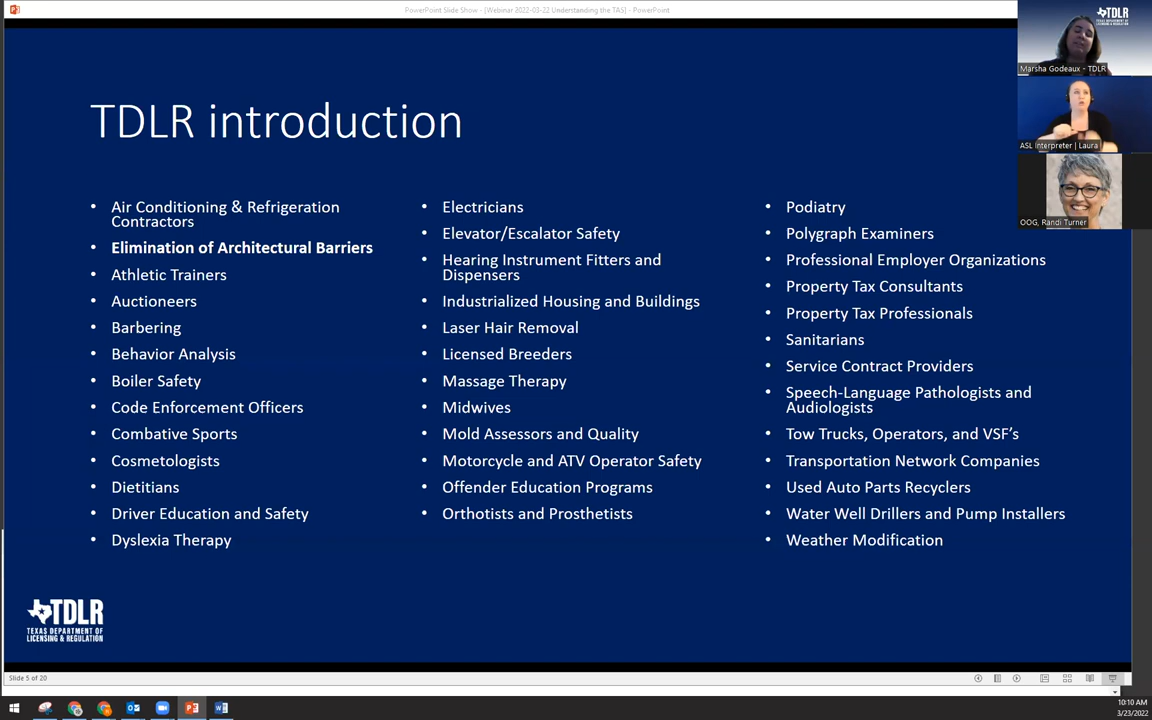 PowerPoint Slide Show - [Webinar 2022-03-22 Understanding the TAS] - PowerPoint
TDLR
TEXAS DEPARTMENT OF
LICENSING & REGULATION
Marsha Godeaux - TDLR
ASL Interpreter | Laura
OOG, Randi Turner
TDLR introduction
• Air Conditioning & Refrigeration
Contractors
• Elimination of Architectural Barriers
• Athletic Trainers
• Auctioneers
• Barbering
• Behavior Analysis
• Boiler Safety
• Code Enforcement Officers
• Combative Sports
• Cosmetologists
• Dietitians
• Driver Education and Safety
• Dyslexia Therapy
• Electricians
• Elevator/Escalator Safety
• Hearing Instrument Fitters and
Dispensers
• Industrialized Housing and Buildings
• Laser Hair Removal
• Licensed Breeders
• Massage Therapy
• Midwives
• Mold Assessors and Quality
• Motorcycle and ATV Operator Safety
• Offender Education Programs
• Orthotists and Prosthetists
• Podiatry
• Polygraph Examiners
• Professional Employer Organizations
• Property Tax Consultants
• Property Tax Professionals
• Sanitarians
• Service Contract Providers
• Speech-Language Pathologists and
Audiologists
• Tow Trucks, Operators, and VSF's
• Transportation Network Companies
• Used Auto Parts Recyclers
• Water Well Drillers and Pump Installers
• Weather Modification
TDLR
TEXAS DEPARTMENT OF
LICENSING & REGULATION
Slide 5 of 20
10:10 AM
3/23/2022